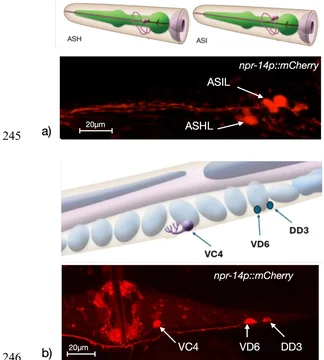 ASH
ASI
npr-14p::mCherry
ASIL
20µm
ASHL
245
a)
DD3
VD6
VC4
npr-14p::mCherry
20µm
VC4
VD6
DD3
246
b)